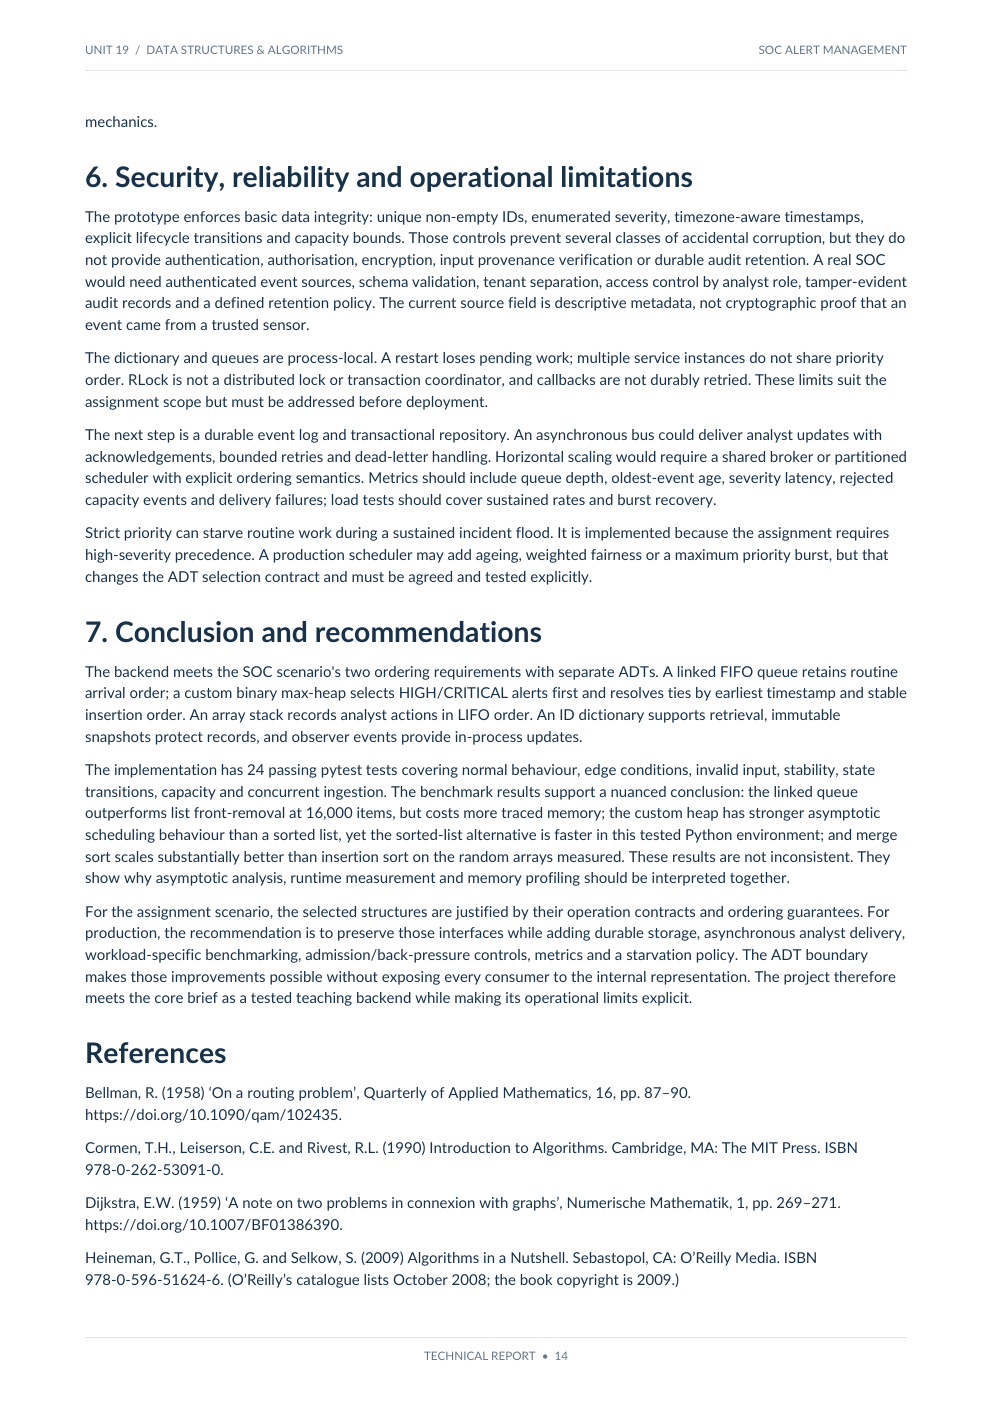 UNIT 19 / DATA STRUCTURES & ALGORITHMS
SOC ALERT MANAGEMENT
mechanics.
6. Security, reliability and operational limitations
The prototype enforces basic data integrity: unique non-empty IDs, enumerated severity, timezone-aware timestamps,
explicit lifecycle transitions and capacity bounds. Those controls prevent several classes of accidental corruption, but they do
not provide authentication, authorisation, encryption, input provenance verification or durable audit retention. A real SOC
would need authenticated event sources, schema validation, tenant separation, access control by analyst role, tamper-evident
audit records and a defined retention policy. The current source field is descriptive metadata, not cryptographic proof that an
event came from a trusted sensor.
The dictionary and queues are process-local. A restart loses pending work; multiple service instances do not share priority
order. RLock is not a distributed lock or transaction coordinator, and callbacks are not durably retried. These limits suit the
assignment scope but must be addressed before deployment.
The next step is a durable event log and transactional repository. An asynchronous bus could deliver analyst updates with
acknowledgements, bounded retries and dead-letter handling. Horizontal scaling would require a shared broker or partitioned
scheduler with explicit ordering semantics. Metrics should include queue depth, oldest-event age, severity latency, rejected
capacity events and delivery failures; load tests should cover sustained rates and burst recovery.
Strict priority can starve routine work during a sustained incident flood. It is implemented because the assignment requires
high-severity precedence. A production scheduler may add ageing, weighted fairness or a maximum priority burst, but that
changes the ADT selection contract and must be agreed and tested explicitly.
7. Conclusion and recommendations
The backend meets the SOC scenario's two ordering requirements with separate ADTs. A linked FIFO queue retains routine
arrival order; a custom binary max-heap selects HIGH/CRITICAL alerts first and resolves ties by earliest timestamp and stable
insertion order. An array stack records analyst actions in LIFO order. An ID dictionary supports retrieval, immutable
snapshots protect records, and observer events provide in-process updates.
The implementation has 24 passing pytest tests covering normal behaviour, edge conditions, invalid input, stability, state
transitions, capacity and concurrent ingestion. The benchmark results support a nuanced conclusion: the linked queue
outperforms list front-removal at 16,000 items, but costs more traced memory; the custom heap has stronger asymptotic
scheduling behaviour than a sorted list, yet the sorted-list alternative is faster in this tested Python environment; and merge
sort scales substantially better than insertion sort on the random arrays measured. These results are not inconsistent. They
show why asymptotic analysis, runtime measurement and memory profiling should be interpreted together.
For the assignment scenario, the selected structures are justified by their operation contracts and ordering guarantees. For
production, the recommendation is to preserve those interfaces while adding durable storage, asynchronous analyst delivery,
workload-specific benchmarking, admission/back-pressure controls, metrics and a starvation policy. The ADT boundary
makes those improvements possible without exposing every consumer to the internal representation. The project therefore
meets the core brief as a tested teaching backend while making its operational limits explicit.
References
Bellman, R. (1958) ‘On a routing problem’, Quarterly of Applied Mathematics, 16, pp. 87–90.
https://doi.org/10.1090/qam/102435.
Cormen, T.H., Leiserson, C.E. and Rivest, R.L. (1990) Introduction to Algorithms. Cambridge, MA: The MIT Press. ISBN
978-0-262-53091-0.
Dijkstra, E.W. (1959) ‘A note on two problems in connexion with graphs’, Numerische Mathematik, 1, pp. 269–271.
https://doi.org/10.1007/BF01386390.
Heineman, G.T., Pollice, G. and Selkow, S. (2009) Algorithms in a Nutshell. Sebastopol, CA: O’Reilly Media. ISBN
978-0-596-51624-6. (O’Reilly’s catalogue lists October 2008; the book copyright is 2009.)
TECHNICAL REPORT • 14